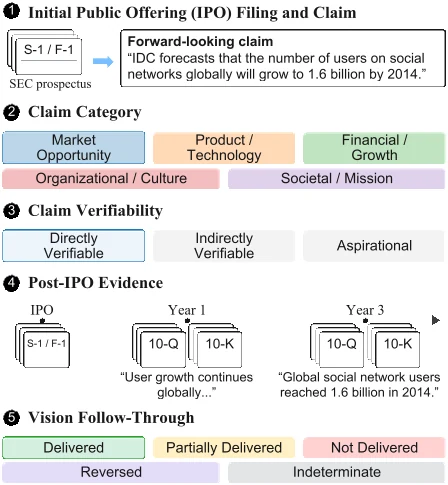 1 Initial Public Offering (IPO) Filing and Claim
S-1 / F-1
SEC prospectus
Forward-looking claim
“IDC forecasts that the number of users on social
networks globally will grow to 1.6 billion by 2014.”
2 Claim Category
Market
Opportunity
Product /
Technology
Financial /
Growth
Organizational / Culture
Societal / Mission
3 Claim Verifiability
Directly
Verifiable
Indirectly
Verifiable
Aspirational
4 Post-IPO Evidence
IPO
Year 1
Year 3
S-1 / F-1
10-Q
10-K
10-Q
10-K
“User growth continues
globally...”
“Global social network users
reached 1.6 billion in 2014.”
5 Vision Follow-Through
Delivered
Partially Delivered
Not Delivered
Reversed
Indeterminate